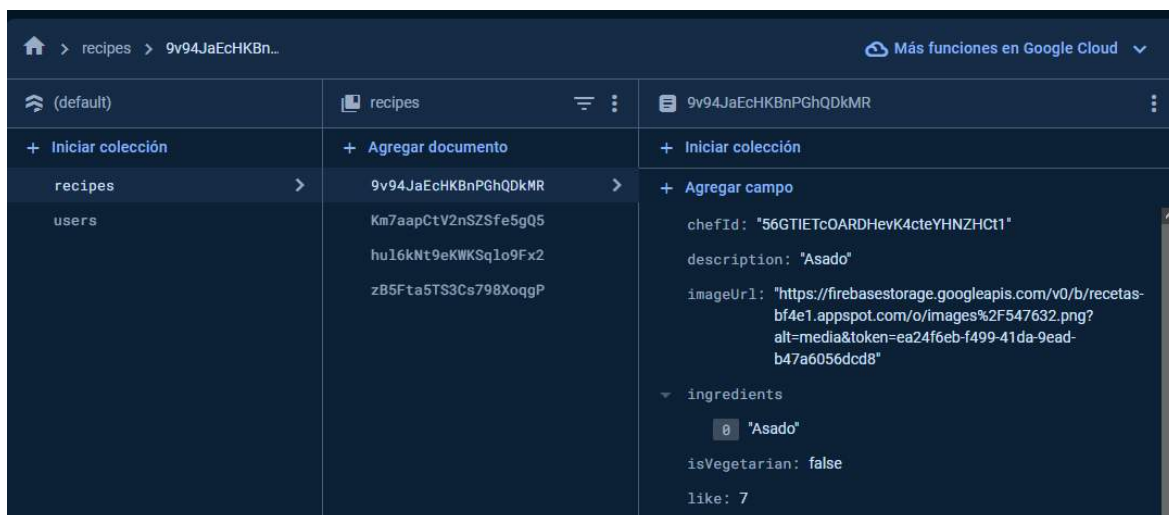 > recipes > 9v94JaEcHKBn…
Más funciones en Google Cloud
(default)
recipes
9v94JaEcHKBnPGhQDkMR
+ Iniciar colección
+ Agregar documento
+ Iniciar colección
recipes
users
9v94JaEcHKBnPGhQDkMR
Km7aapCtV2nSZSfe5gQ5
hul6kNt9eKWKSqlo9Fx2
zB5Fta5TS3Cs798XoqgP
+ Agregar campo
chefId: "56GTIETcOARDHevK4cteYHNZHCt1"
description: "Asado"
imageUrl: "https://firebasestorage.googleapis.com/v0/b/recetas-
bf4e1.appspot.com/o/images%2F547632.png?
alt=media&token=ea24f6eb-f499-41da-9ead-
b47a6056dcd8"
ingredients
0 "Asado"
isVegetarian: false
like: 7